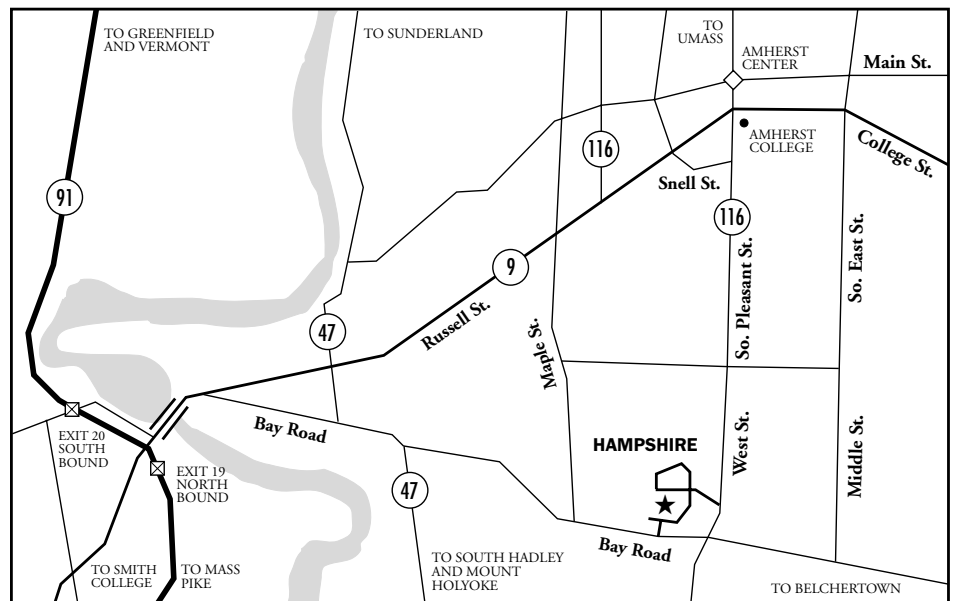 TO GREENFIELD
AND VERMONT
TO SUNDERLAND
TO
UMASS
AMHERST
CENTER
Main St.
116
AMHERST
COLLEGE
College St.
Snell St.
91
116
9
So. Pleasant St.
So. East St.
47
Russell St.
Maple St.
Bay Road
EXIT 20
SOUTH
BOUND
EXIT 19
NORTH
BOUND
HAMPSHIRE
West St.
Middle St.
47
Bay Road
TO SMITH
COLLEGE
TO MASS
PIKE
TO SOUTH HADLEY
AND MOUNT
HOLYOKE
TO BELCHERTOWN